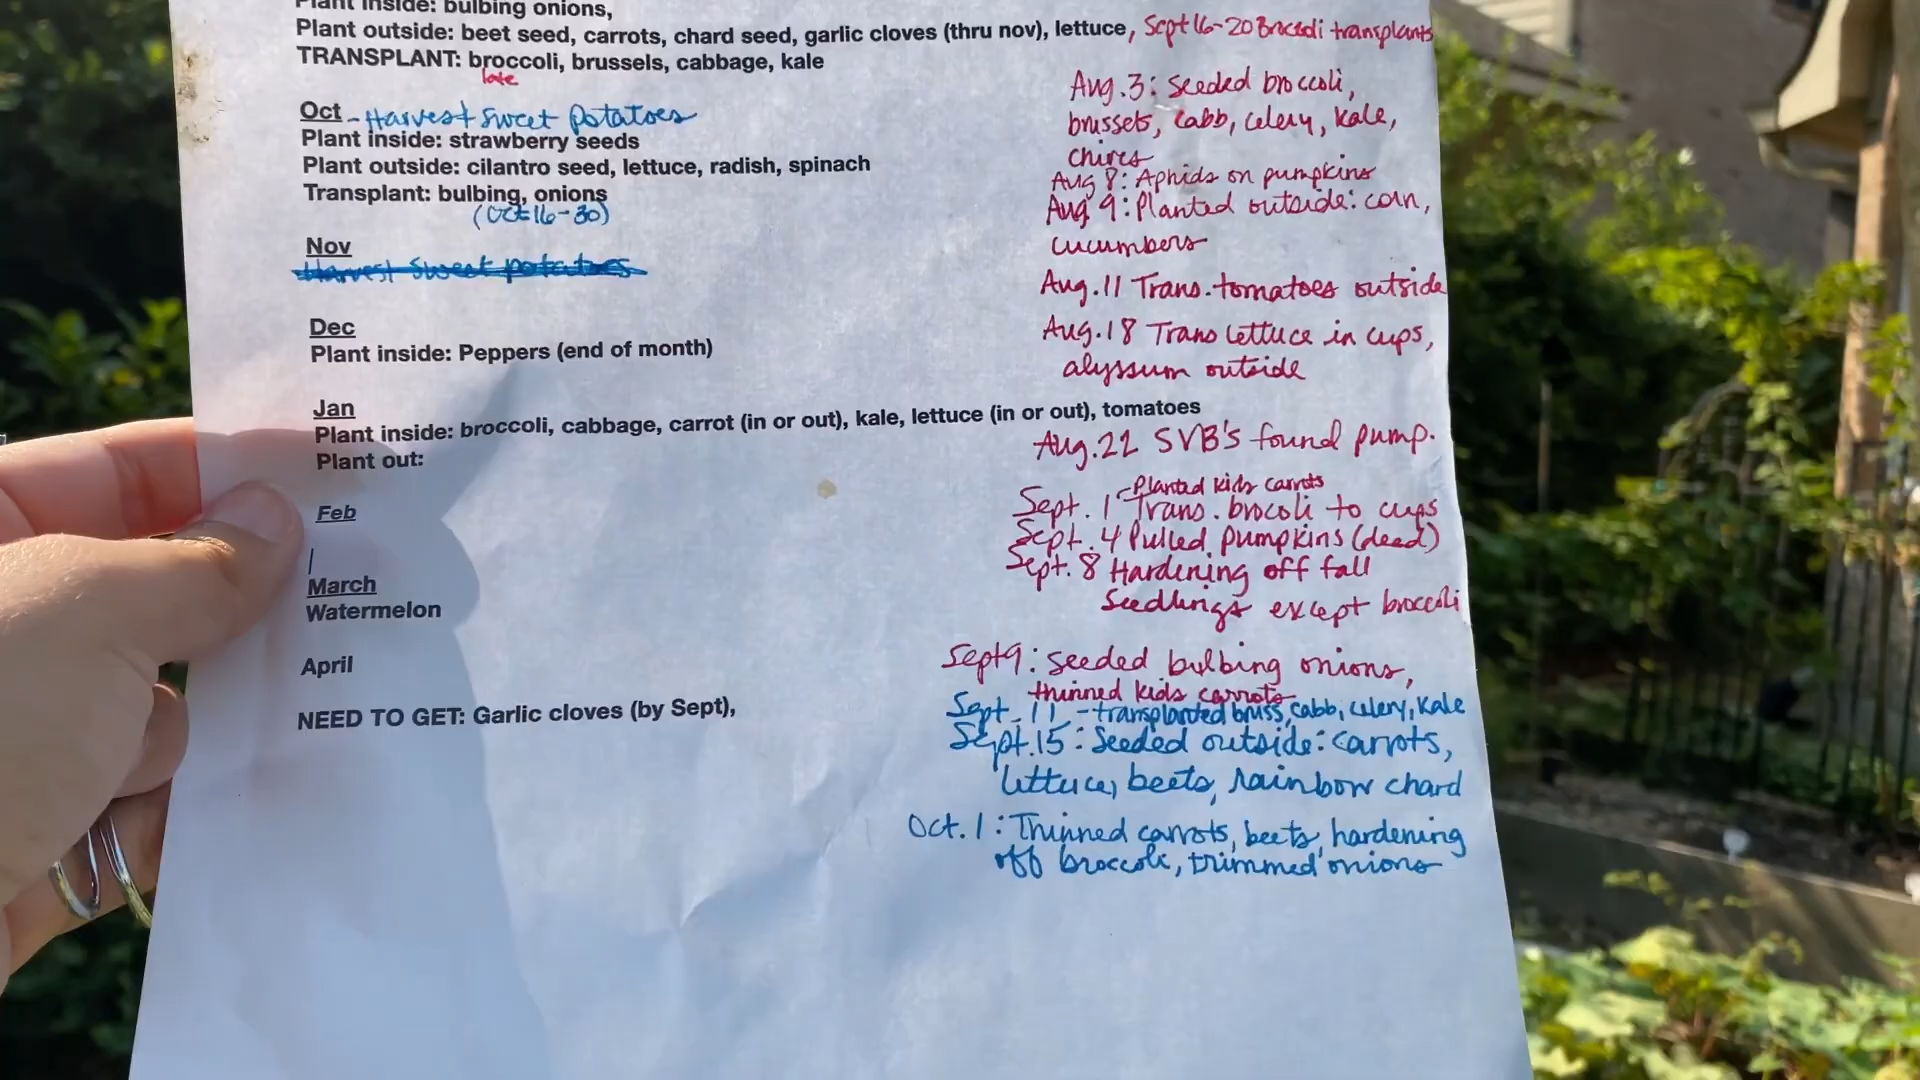 Plant inside: bulbing onions,
Plant outside: beet seed, carrots, chard seed, garlic cloves (thru nov), lettuce, Sept 16-20 Brocoli transplants
TRANSPLANT: broccoli, brussels, cabbage, kale
late
Oct - Harvest Sweet Potatoes
Plant inside: strawberry seeds
Plant outside: cilantro seed, lettuce, radish, spinach
Transplant: bulbing, onions
(Oct 16-30)
Nov
Harvest Sweet potatoes
Dec
Plant inside: Peppers (end of month)
Jan
Plant inside: broccoli, cabbage, carrot (in or out), kale, lettuce (in or out), tomatoes
Plant out:
Feb
March
Watermelon
April
NEED TO GET: Garlic cloves (by Sept),
Aug. 3: Seeded broccoli,
brussets, cabb, celery, kale,
chives
Aug 8: Aphids on pumpkins
Aug 9: Planted outside: corn,
cucumbers
Aug. 11 Trans. tomatoes outside
Aug. 18 Trans lettuce in cups,
alyssum outside
Aug. 22 SVB's found pump.
- Planted kids carrots
Sept. 1 Trans. brocoli to cups
Sept. 4 Pulled pumpkins (dead)
Sept. 8 Hardening off fall
Seedlings except broccoli
Sept 9: seeded bulbing onions,
thinned kids carrots
Sept. 11 - transplanted bruss, cabb, celery, kale
Sept. 15: Seeded outside: carrots,
lettuce, beets, rainbow chard
Oct. 1: Thinned carrots, beets, hardening
off broccoli, trimmed onions